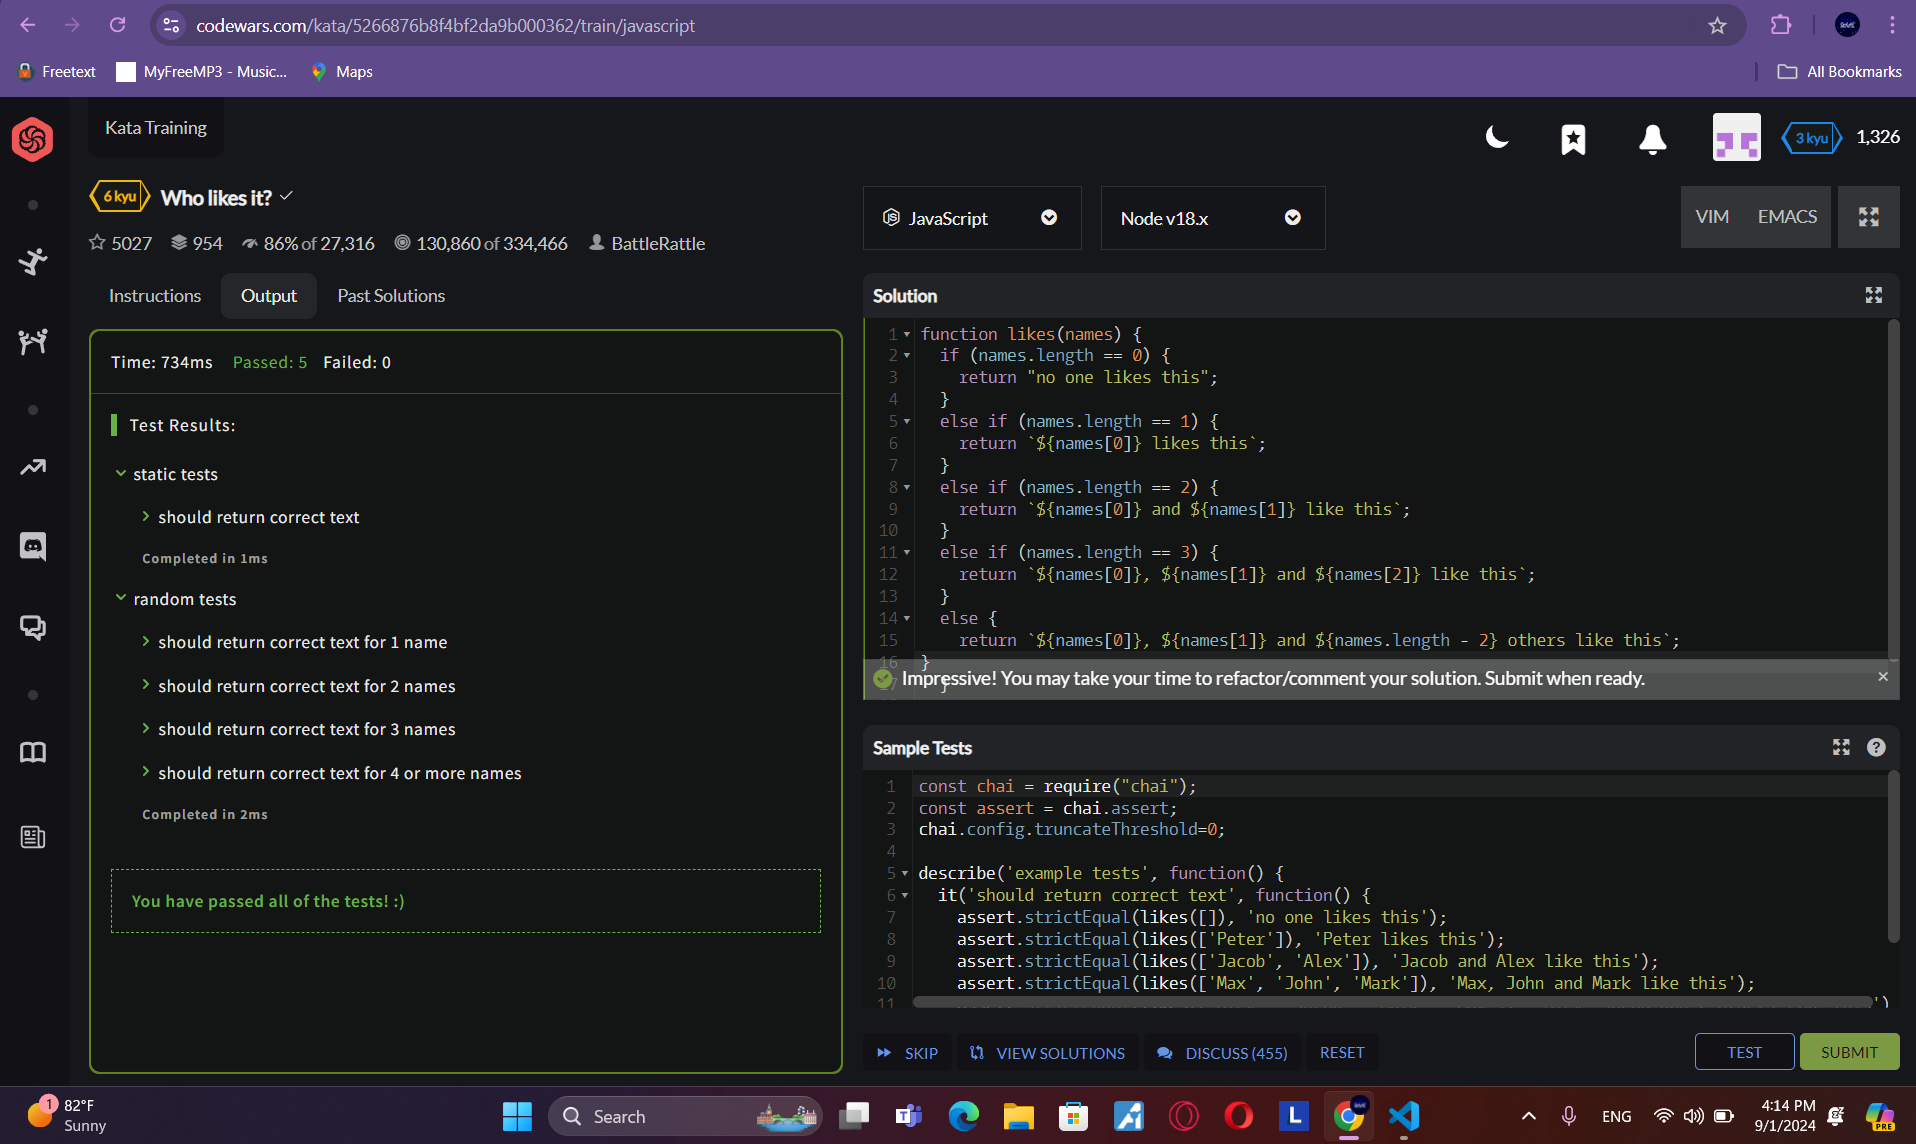 codewars.com/kata/5266876b8f4bf2da9b000362/train/javascript
Freetext
MyFreeMP3 - Music...
Maps
All Bookmarks
Kata Training
3 kyu
1,326
6 kyu
Who likes it?
5027
954
86% of 27,316
130,860 of 334,466
BattleRattle
JavaScript
Node v18.x
VIM
EMACS
Instructions
Output
Past Solutions
Time: 734ms Passed: 5 Failed: 0
Test Results:
static tests
should return correct text
Completed in 1ms
random tests
should return correct text for 1 name
should return correct text for 2 names
should return correct text for 3 names
should return correct text for 4 or more names
Completed in 2ms
You have passed all of the tests! :)
Solution
1 function likes(names) {
2 if (names.length == 0) {
3 return "no one likes this";
4 }
5 else if (names.length == 1) {
6 return `${names[0]} likes this`;
7 }
8 else if (names.length == 2) {
9 return `${names[0]} and ${names[1]} like this`;
10 }
11 else if (names.length == 3) {
12 return `${names[0]}, ${names[1]} and ${names[2]} like this`;
13 }
14 else {
15 return `${names[0]}, ${names[1]} and ${names.length - 2} others like this`;
16 }
17 }
Impressive! You may take your time to refactor/comment your solution. Submit when ready.
Sample Tests
1 const chai = require("chai");
2 const assert = chai.assert;
3 chai.config.truncateThreshold=0;
4
5 describe('example tests', function() {
6 it('should return correct text', function() {
7 assert.strictEqual(likes([]), 'no one likes this');
8 assert.strictEqual(likes(['Peter']), 'Peter likes this');
9 assert.strictEqual(likes(['Jacob', 'Alex']), 'Jacob and Alex like this');
10 assert.strictEqual(likes(['Max', 'John', 'Mark']), 'Max, John and Mark like this');
11
SKIP
VIEW SOLUTIONS
DISCUSS (455)
RESET
TEST
SUBMIT
1
82°F
Sunny
Search
ENG
4:14 PM
9/1/2024
PRE